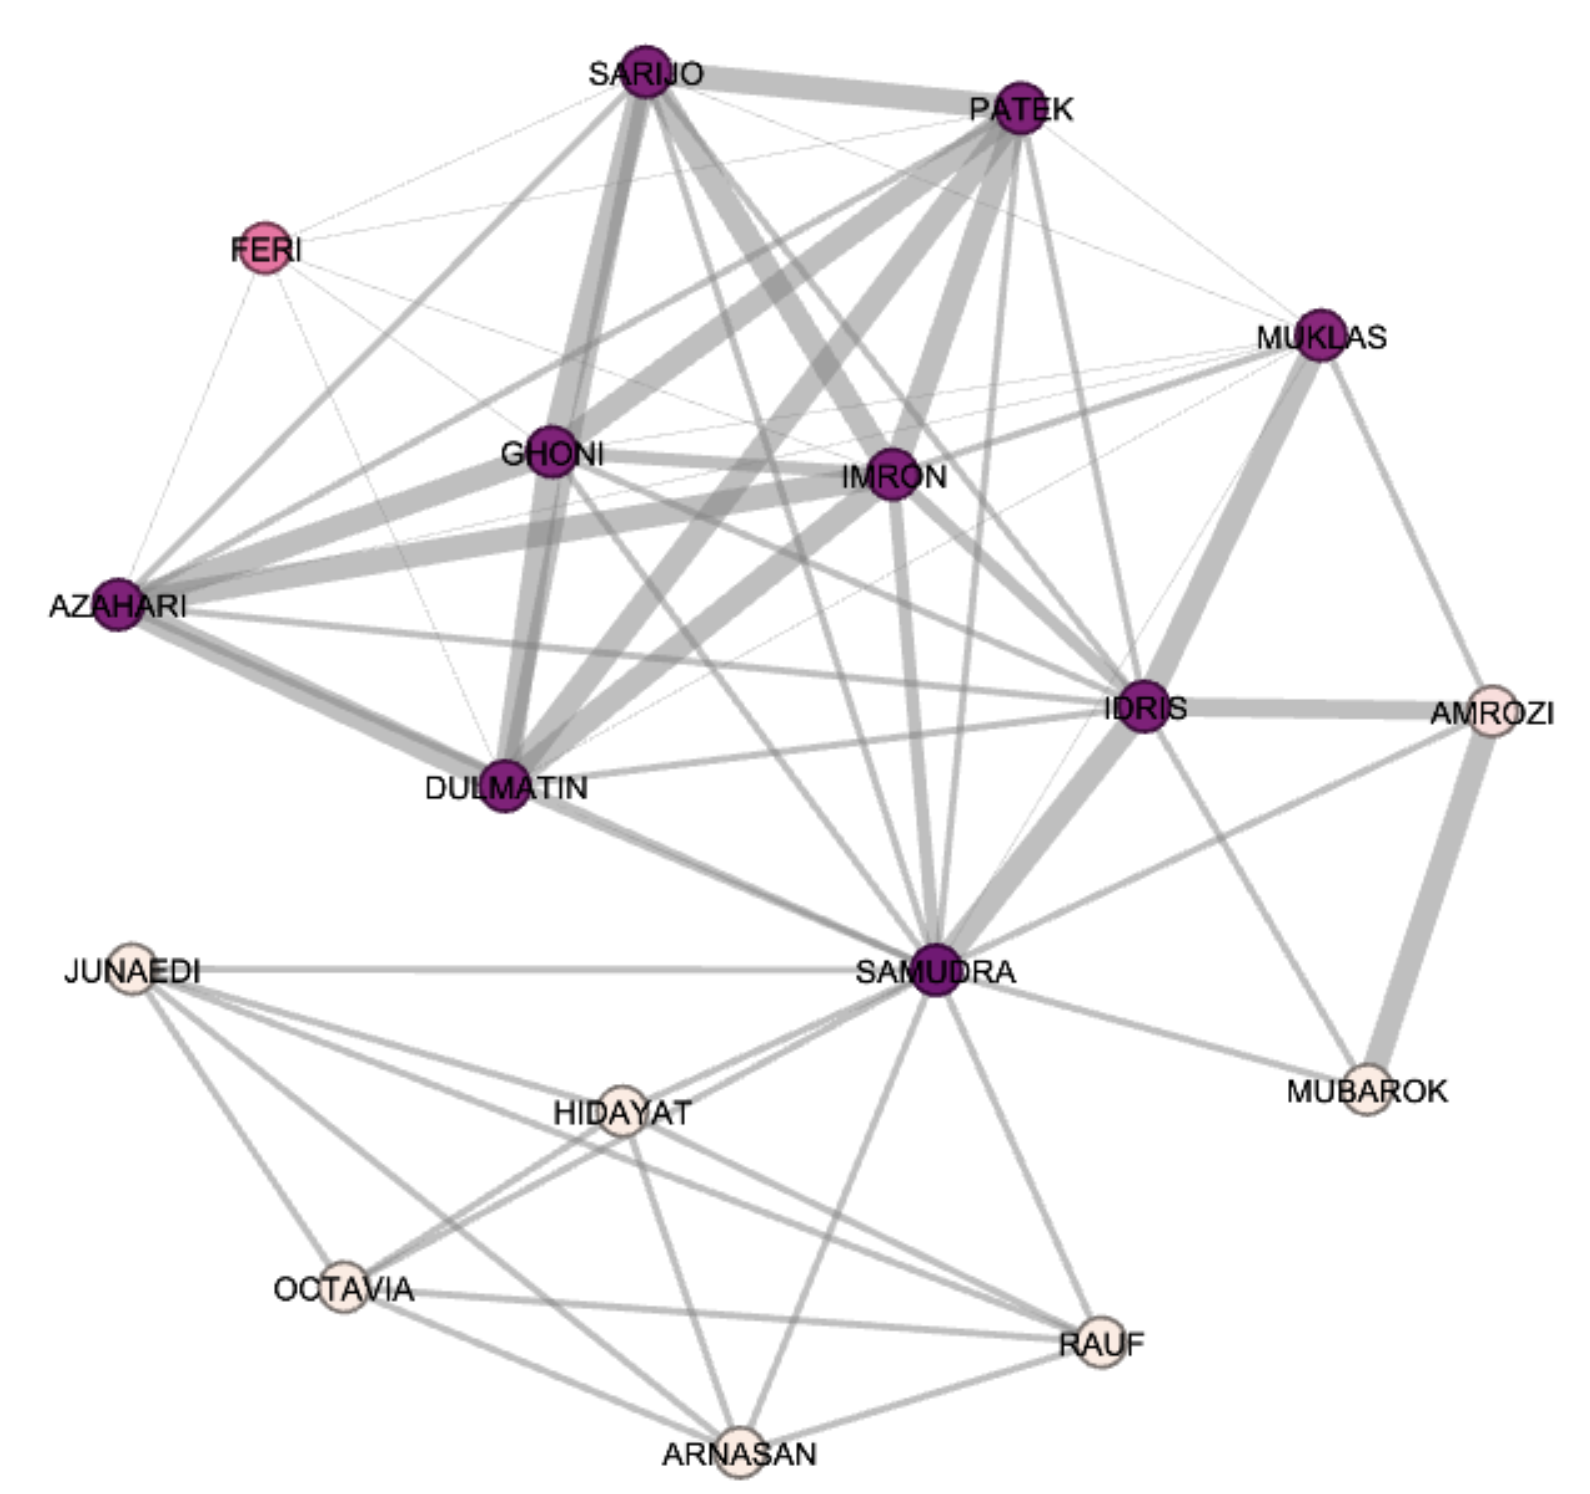 SARIJO
PATEK
FERI
MUKLAS
GHONI
IMRON
AZAHARI
IDRIS
AMROZI
DULMATIN
JUNAEDI
SAMUDRA
MUBAROK
HIDAYAT
OCTAVIA
RAUF
ARNASAN